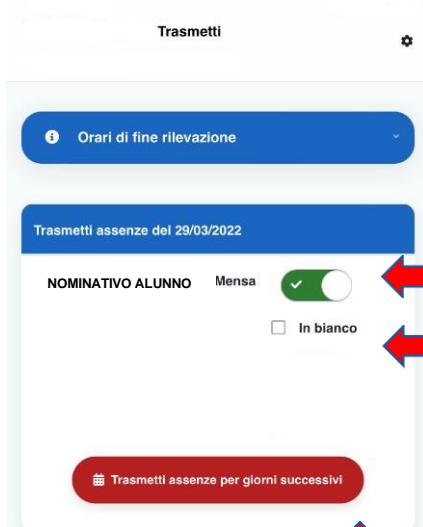 Trasmetti
Orari di fine rilevazione
Trasmetti assenze del 29/03/2022
NOMINATIVO ALUNNO Mensa
In bianco
Trasmetti assenze per giorni successivi